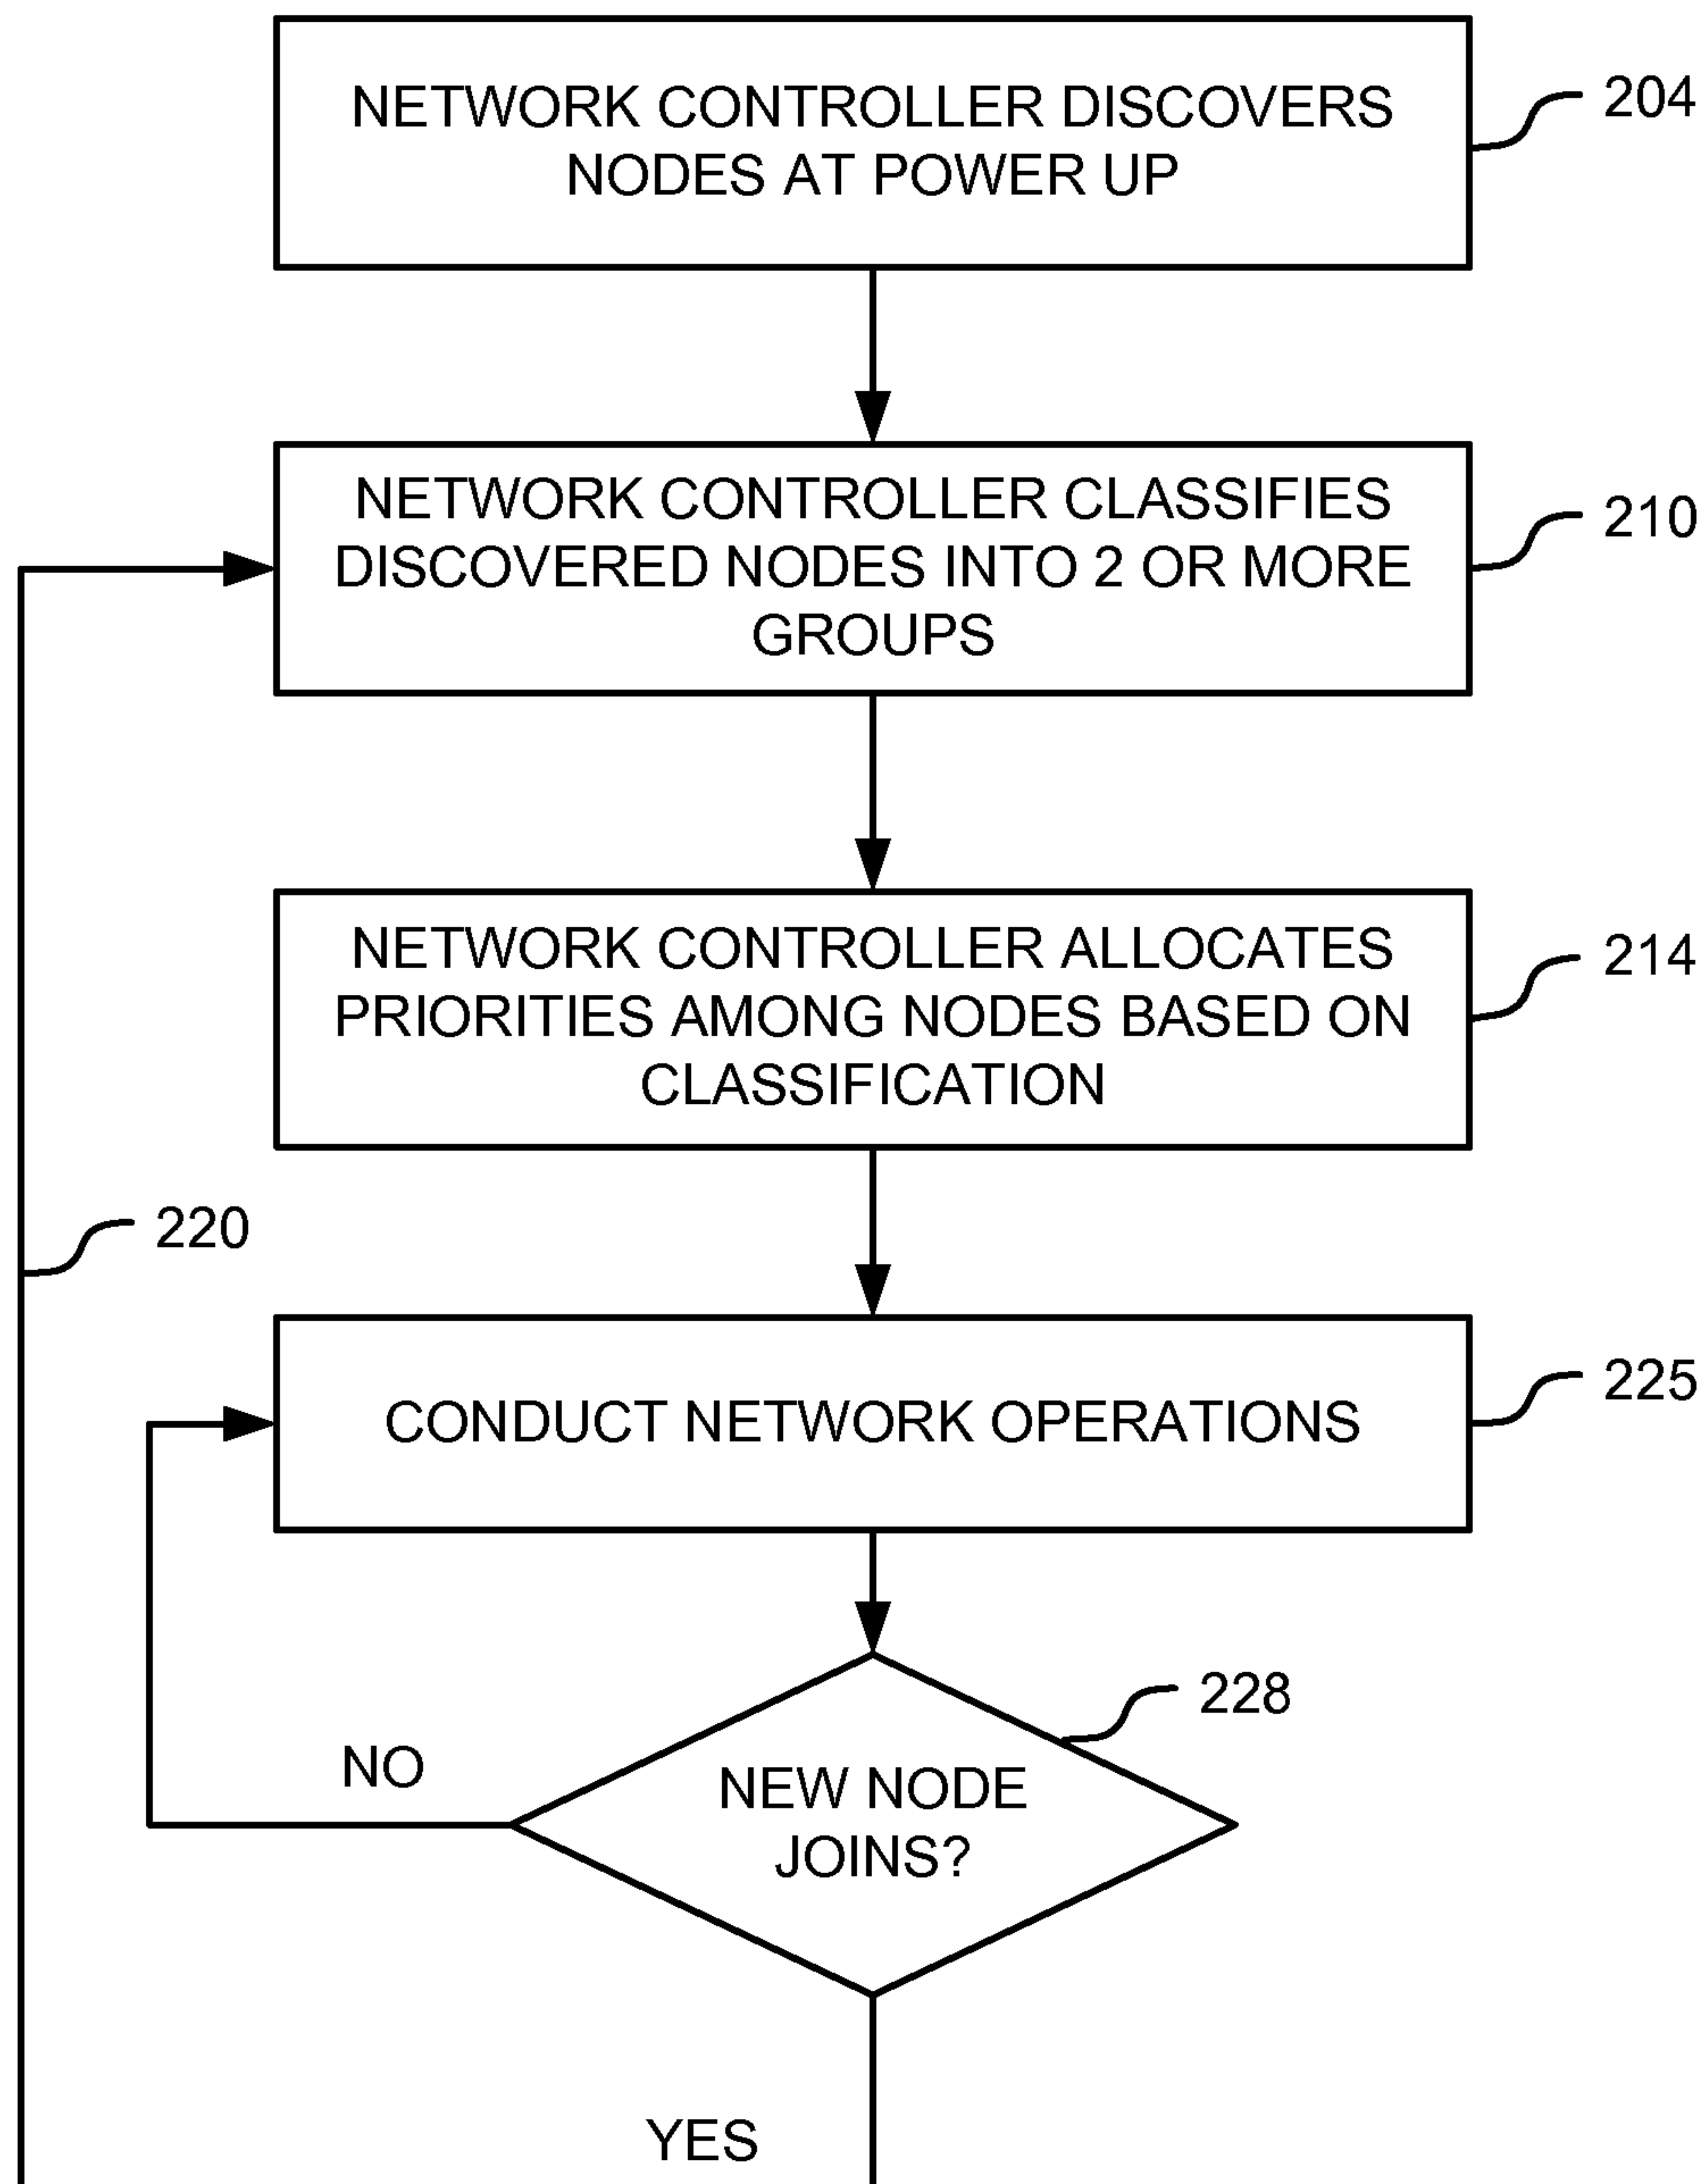 NETWORK CONTROLLER DISCOVERS
NODES AT POWER UP
204
NETWORK CONTROLLER CLASSIFIES
DISCOVERED NODES INTO 2 OR MORE
GROUPS
210
NETWORK CONTROLLER ALLOCATES
PRIORITIES AMONG NODES BASED ON
CLASSIFICATION
214
220
CONDUCT NETWORK OPERATIONS
225
228
NO
NEW NODE
JOINS?
YES